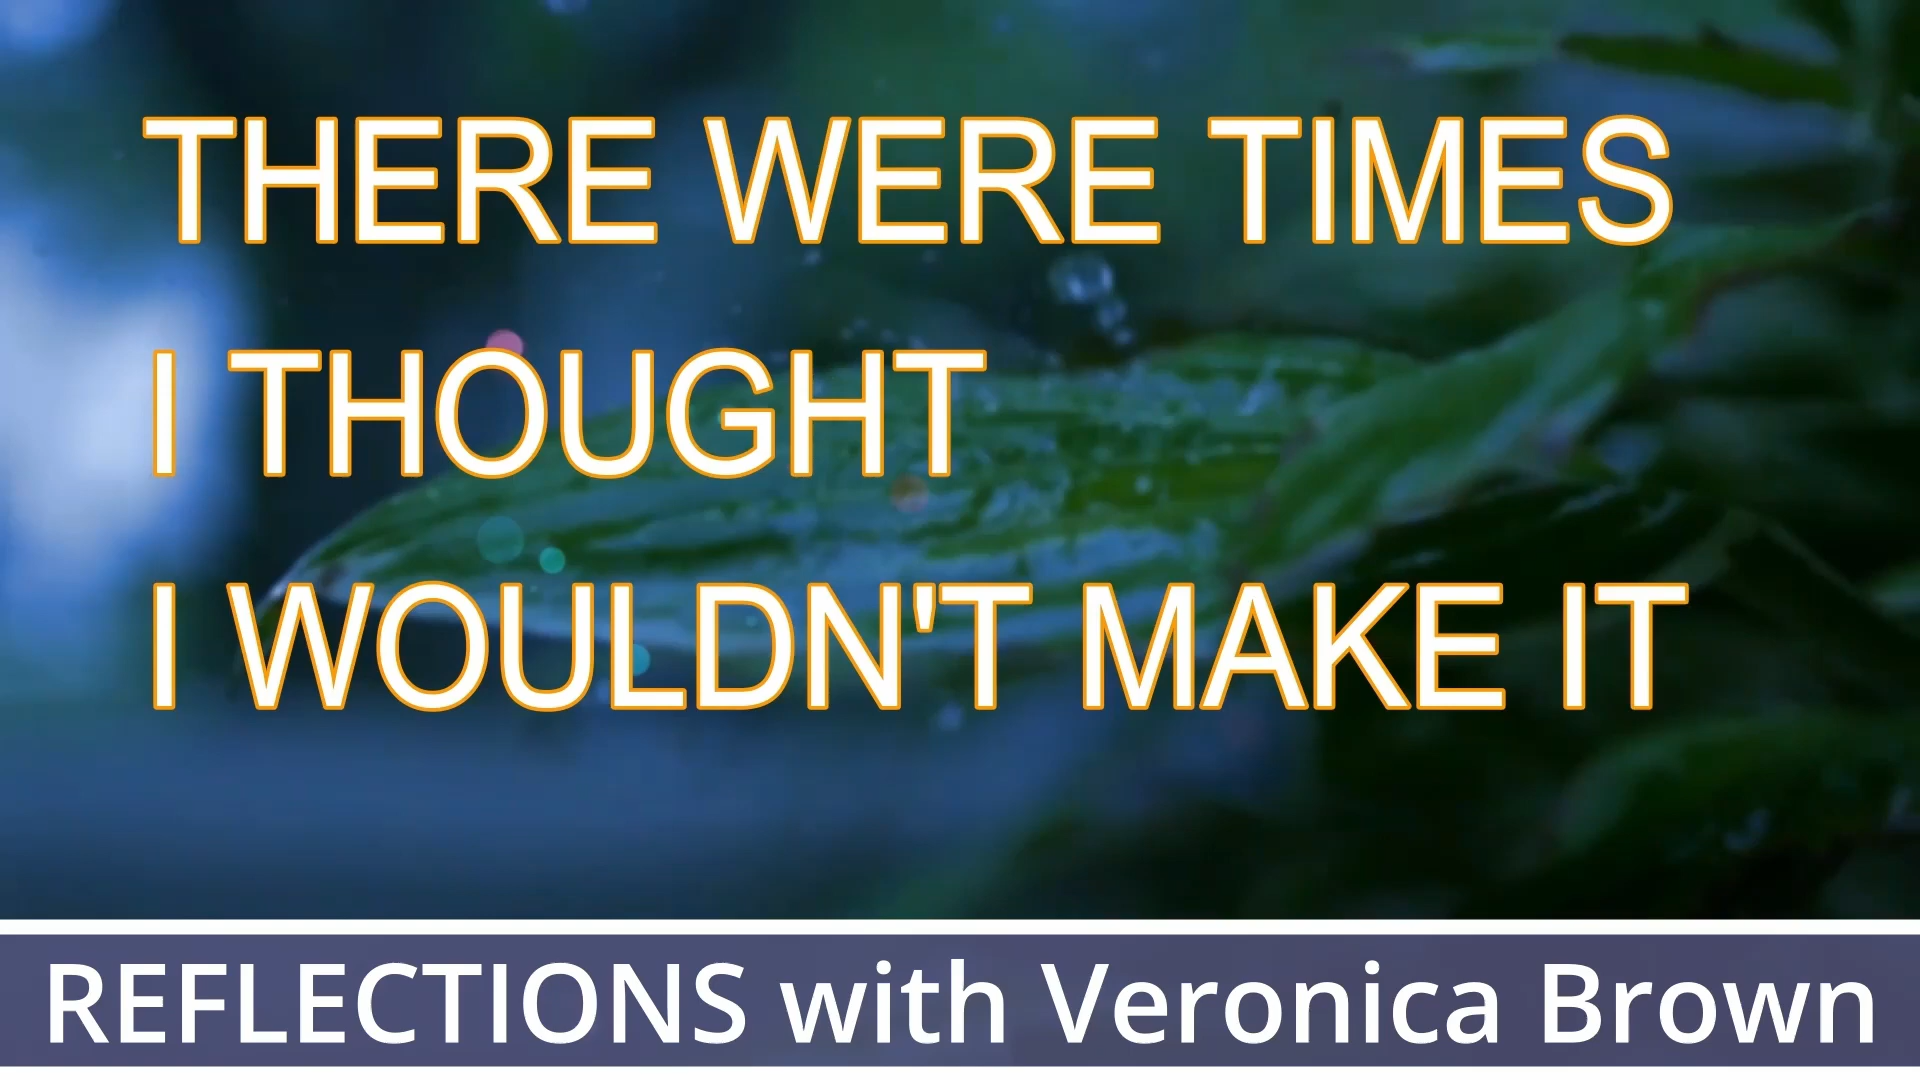 THERE WERE TIMES
I THOUGHT
I WOULDN'T MAKE IT
REFLECTIONS with Veronica Brown